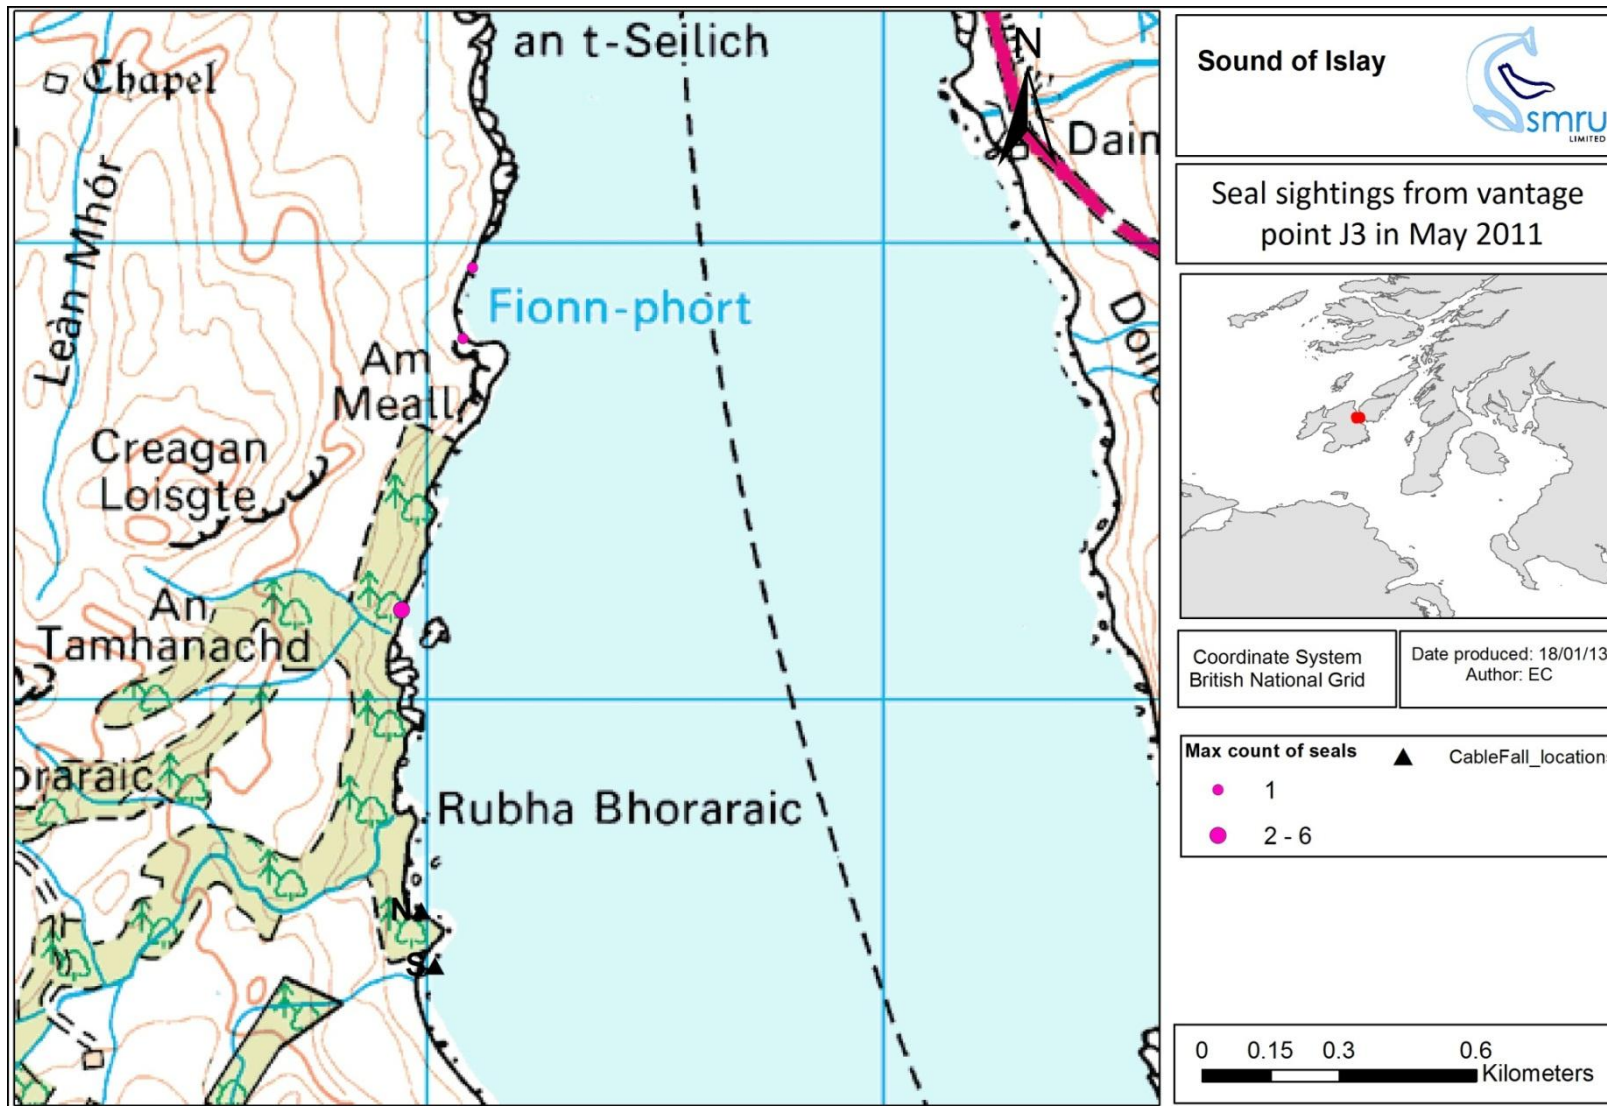 an t-Seilich
Chapel
Leàn Mhór
N
Dain
Fionn-phort
Am
Meall
Creagan
Loisgte
An
Tamhanachd
oraraic
Rubha Bhoraraic
N
S
Sound of Islay
smru
LIMITED
Seal sightings from vantage
point J3 in May 2011
Coordinate System
British National Grid
Date produced: 18/01/13
Author: EC
Max count of seals
1
2 - 6
CableFall_locations
0 0.15 0.3 0.6
Kilometers